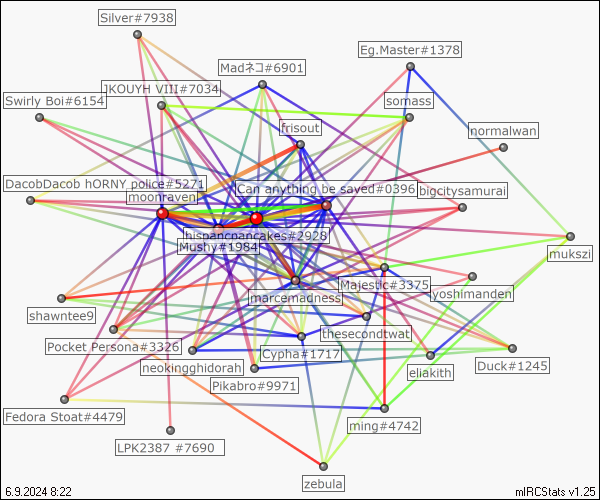 Silver#7938
Eg.Master#1378
Madネコ#6901
JKOUYH VIII#7034
Swirly Boi#6154
somass
frisout
normalwan
DacobDacob hORNY police#5271
Can anything be saved#0396
bigcitysamurai
moonraven
hispancpancakes#2928
Mushy#1984
mukszi
Majestic#3375
yoshimanden
marcemadness
shawntee9
thesecondtwat
Pocket Persona#3326
Cypha#1717
neokingghidorah
eliakith
Duck#1245
Pikabro#9971
Fedora Stoat#4479
ming#4742
LPK2387 #7690
zebula
6.9.2024 8:22
mIRCStats v1.25